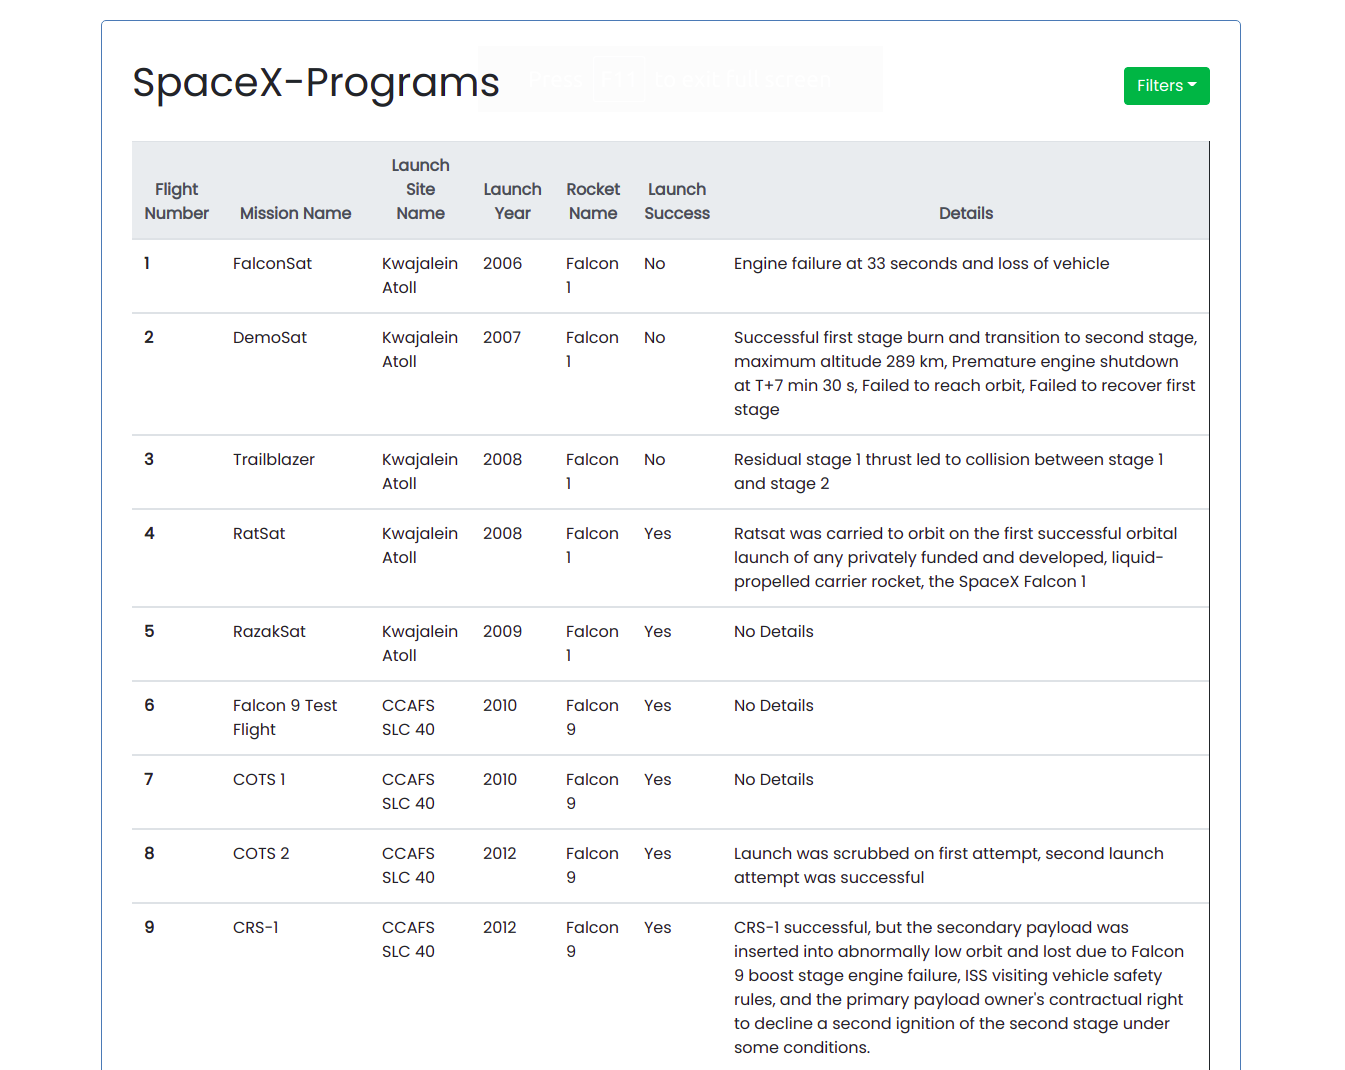 SpaceX-Programs
Press F11 to exit full screen
Filters
Flight Number Mission Name Launch Site Name Launch Year Rocket Name Launch Success Details
1 FalconSat Kwajalein 2006 Falcon No Engine failure at 33 seconds and loss of vehicle
Atoll 1
2 DemoSat Kwajalein 2007 Falcon No Successful first stage burn and transition to second stage,
Atoll 1 maximum altitude 289 km, Premature engine shutdown
at T+7 min 30 s, Failed to reach orbit, Failed to recover first
stage
3 Trailblazer Kwajalein 2008 Falcon No Residual stage 1 thrust led to collision between stage 1
Atoll 1 and stage 2
4 RatSat Kwajalein 2008 Falcon Yes Ratsat was carried to orbit on the first successful orbital
Atoll 1 launch of any privately funded and developed, liquid-
propelled carrier rocket, the SpaceX Falcon 1
5 RazakSat Kwajalein 2009 Falcon Yes No Details
Atoll 1
6 Falcon 9 Test CCAFS 2010 Falcon Yes No Details
Flight SLC 40 9
7 COTS 1 CCAFS 2010 Falcon Yes No Details
SLC 40 9
8 COTS 2 CCAFS 2012 Falcon Yes Launch was scrubbed on first attempt, second launch
SLC 40 9 attempt was successful
9 CRS-1 CCAFS 2012 Falcon Yes CRS-1 successful, but the secondary payload was
SLC 40 9 inserted into abnormally low orbit and lost due to Falcon
9 boost stage engine failure, ISS visiting vehicle safety
rules, and the primary payload owner's contractual right
to decline a second ignition of the second stage under
some conditions.